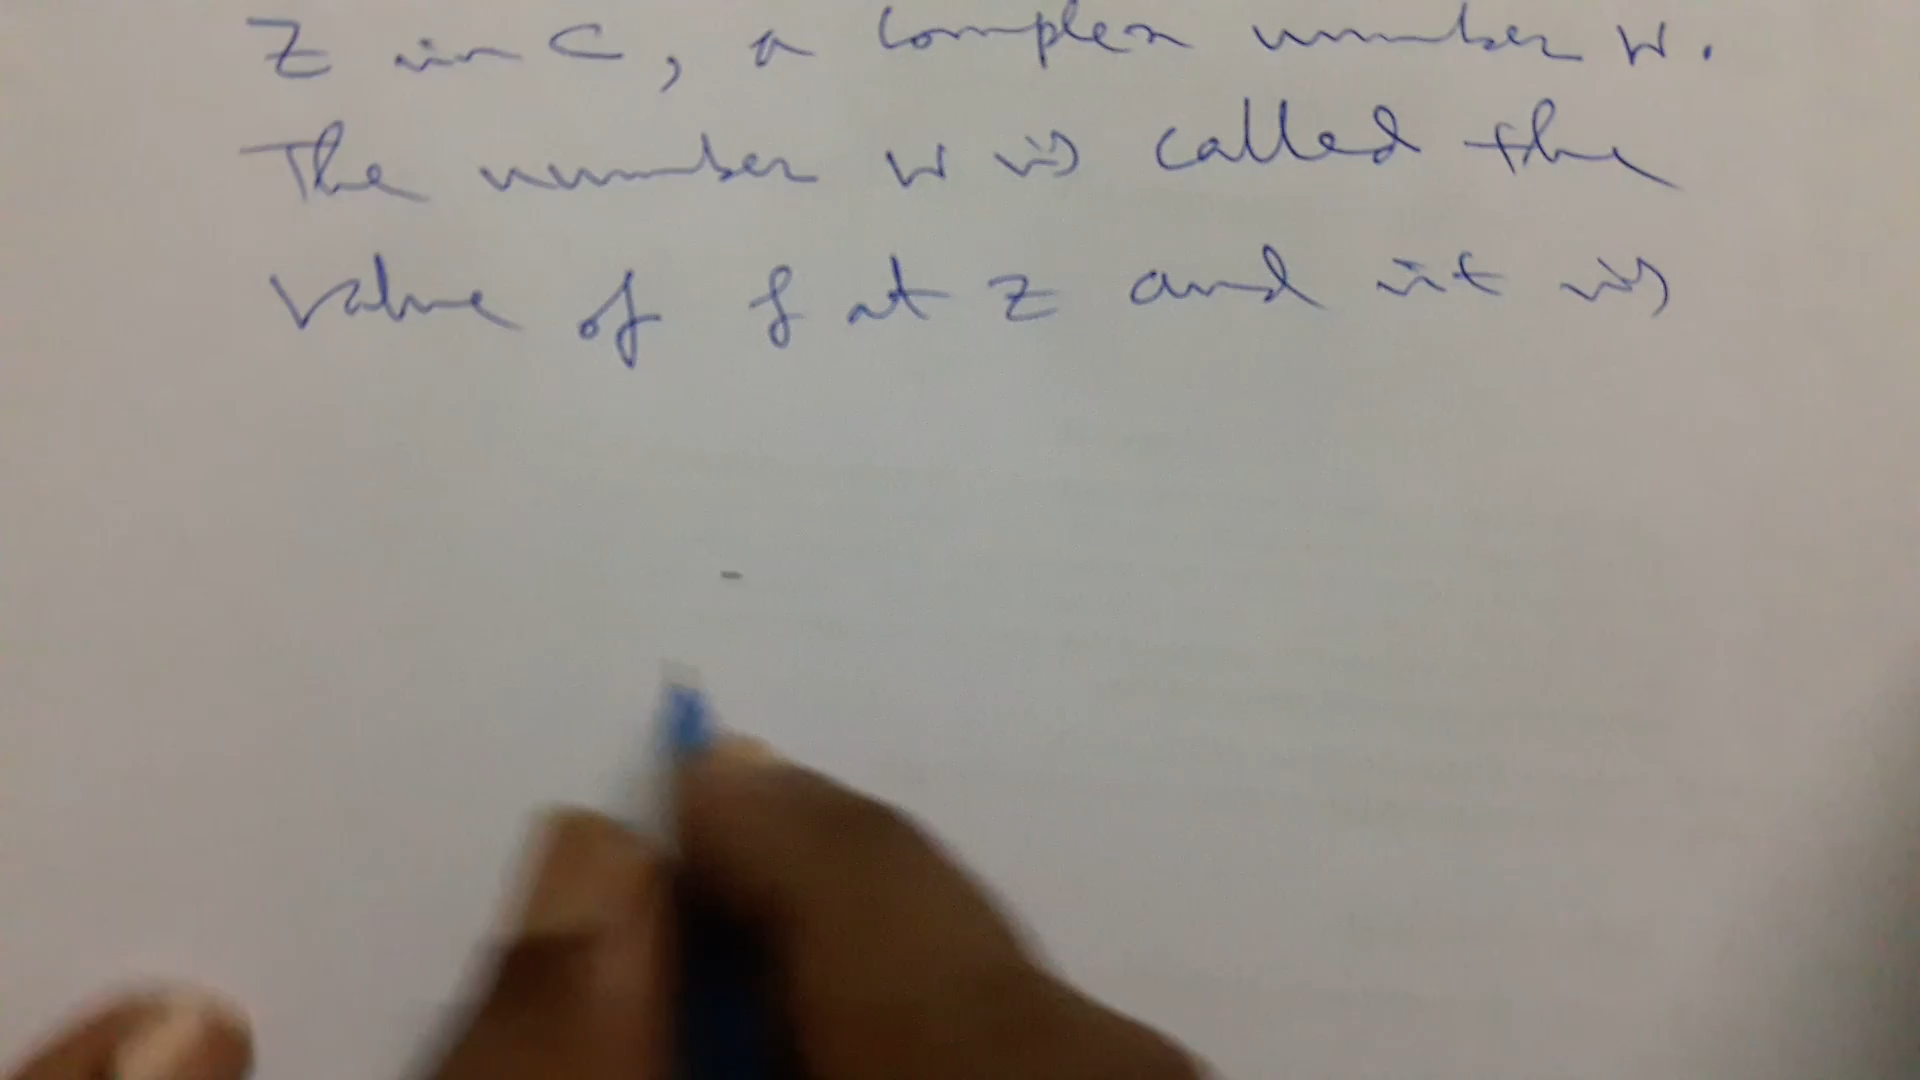 Z in C, a complex number w.
The number w is called the
value of f at z and it is